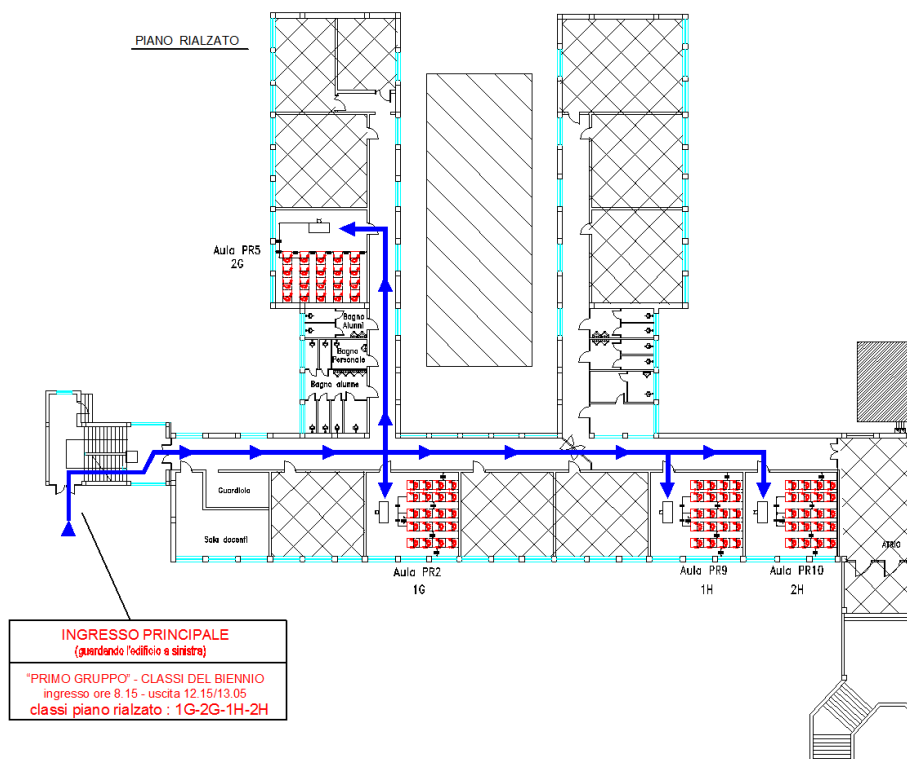 PIANO RIALZATO
Aula PR5
2G
Bagno
Alunni
Bagno
Personale
Bagno alunne
Guardiola
Sala docenti
Atrio
Aula PR2
1G
Aula PR9
1H
Aula PR10
2H
INGRESSO PRINCIPALE
(guardando l'edificio a sinistra)
"PRIMO GRUPPO" - CLASSI DEL BIENNIO
ingresso ore 8.15 - uscita 12.15/13.05
classi piano rialzato : 1G-2G-1H-2H